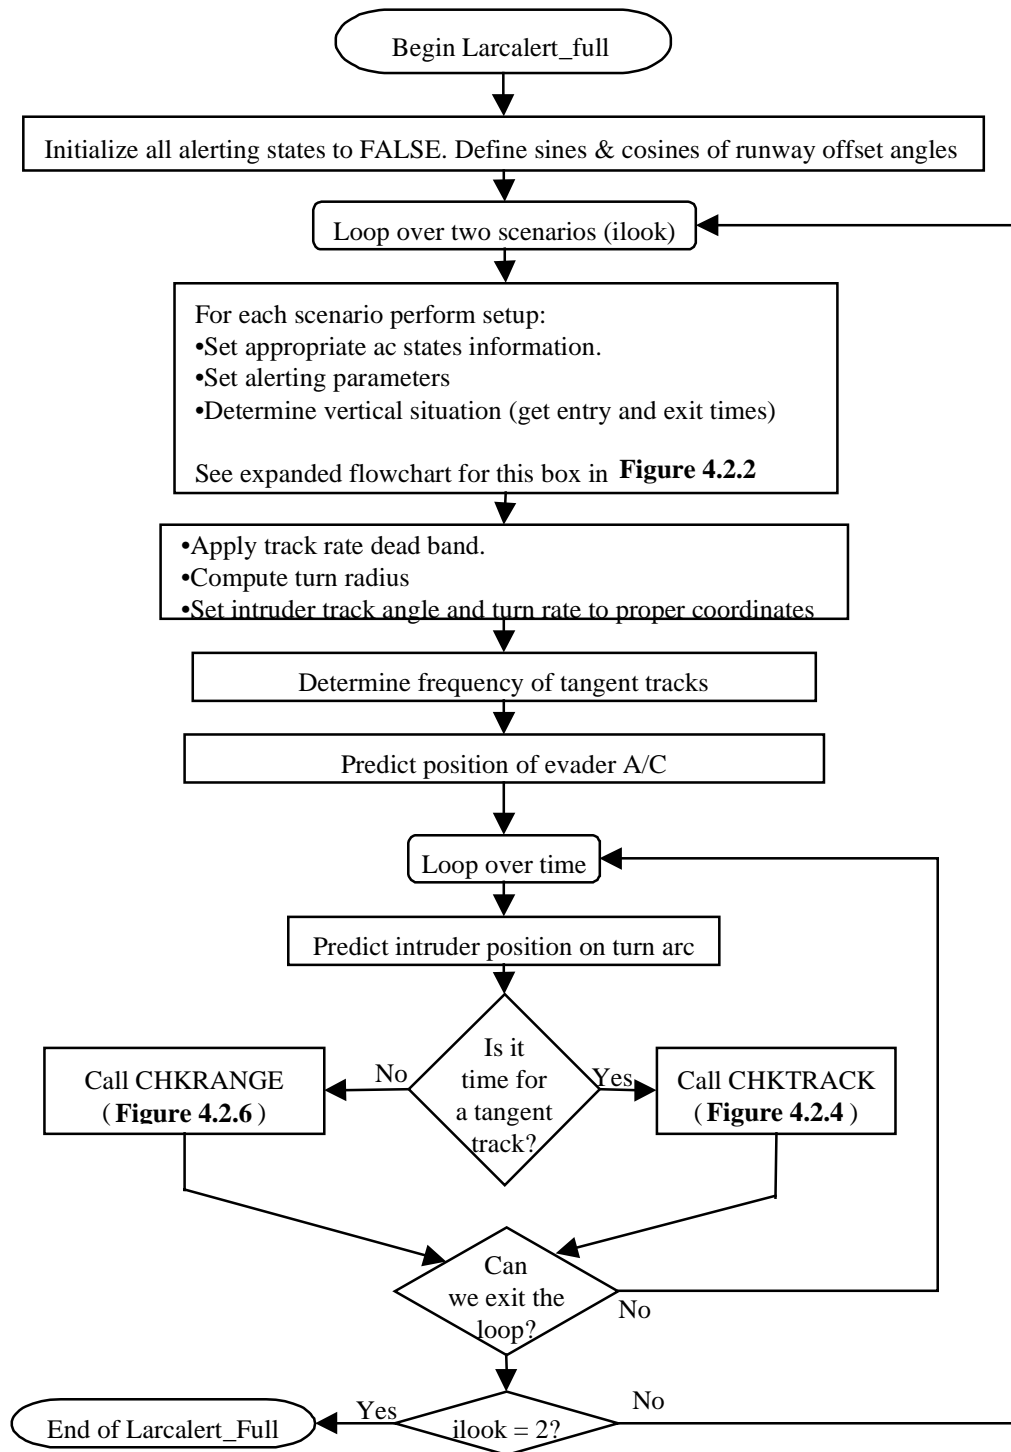 Begin Larcalert_full
Initialize all alerting states to FALSE. Define sines & cosines of runway offset angles
Loop over two scenarios (ilook)
For each scenario perform setup:
•Set appropriate ac states information.
•Set alerting parameters
•Determine vertical situation (get entry and exit times)
See expanded flowchart for this box in Figure 4.2.2
•Apply track rate dead band.
•Compute turn radius
•Set intruder track angle and turn rate to proper coordinates
Determine frequency of tangent tracks
Predict position of evader A/C
Loop over time
Predict intruder position on turn arc
Is it
time for
a tangent
track?
No
Yes
Call CHKRANGE
(Figure 4.2.6)
Call CHKTRACK
(Figure 4.2.4)
Can
we exit the
loop?
No
ilook = 2?
Yes
No
End of Larcalert_Full